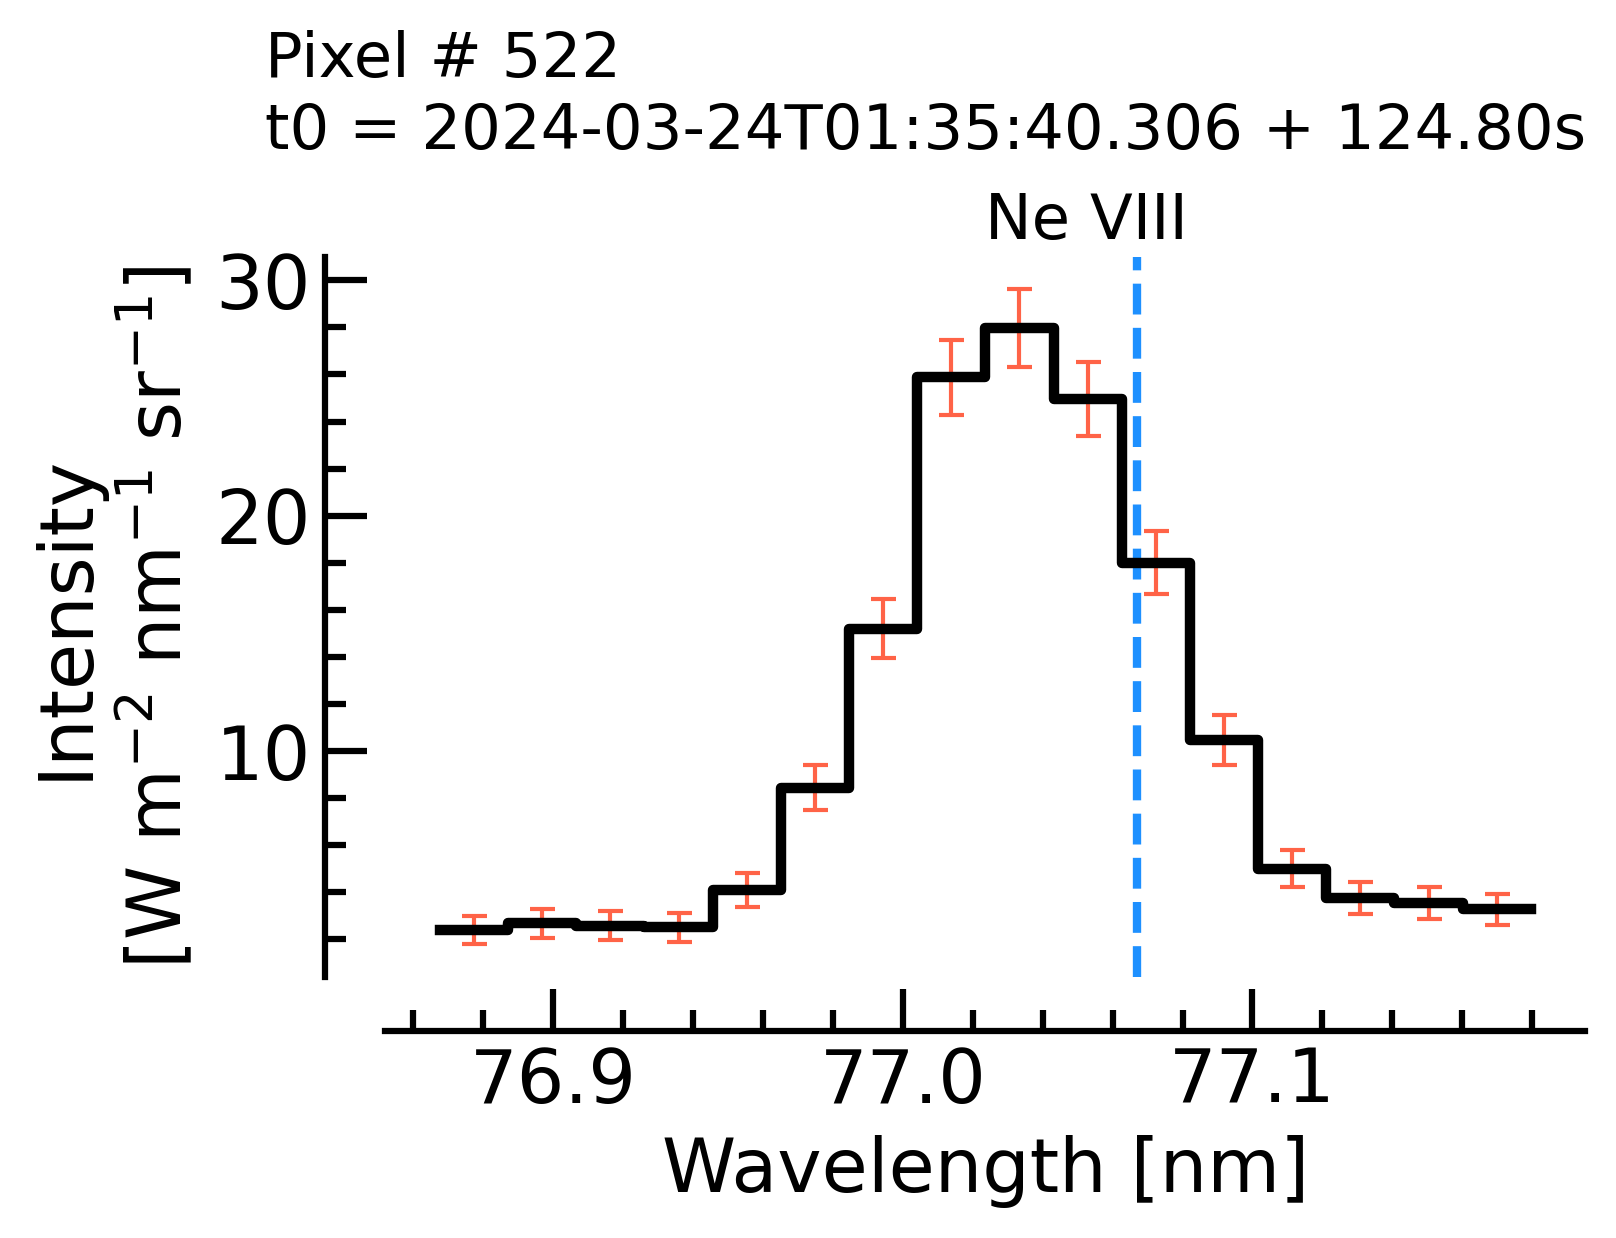 Pixel # 522
t0 = 2024-03-24T01:35:40.306 + 124.80s
Ne VIII
30
20
10
Intensity
[W m⁻² nm⁻¹ sr⁻¹]
76.9
77.0
77.1
Wavelength [nm]